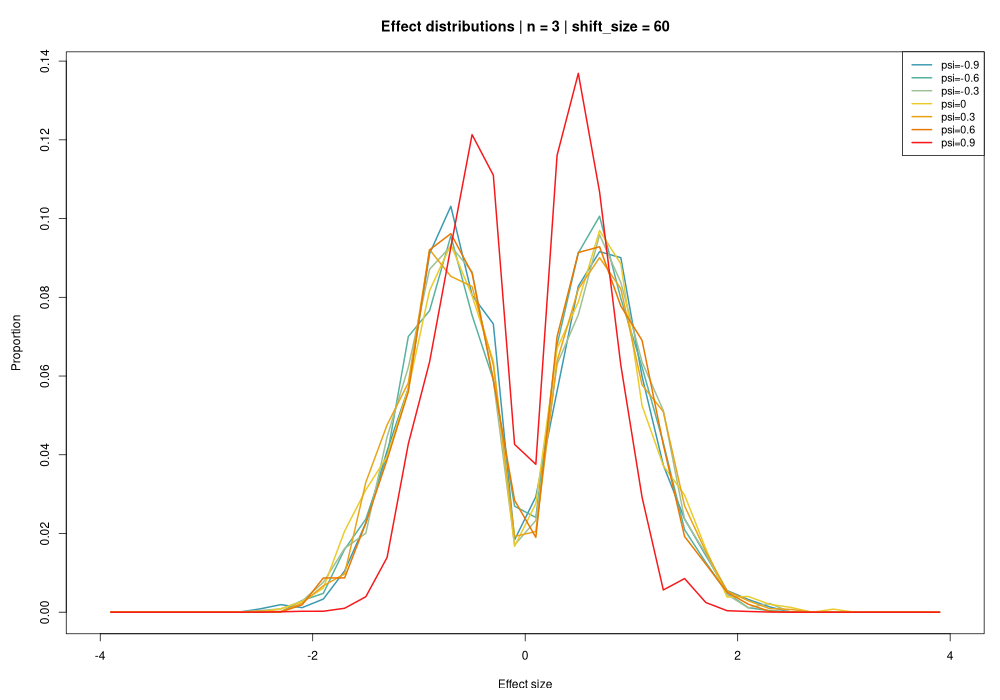 Effect distributions | n = 3 | shift_size = 60
psi=-0.9
psi=-0.6
psi=-0.3
psi=0
psi=0.3
psi=0.6
psi=0.9
Proportion
0.14
0.12
0.10
0.08
0.06
0.04
0.02
0.00
-4 -2 0 2 4
Effect size